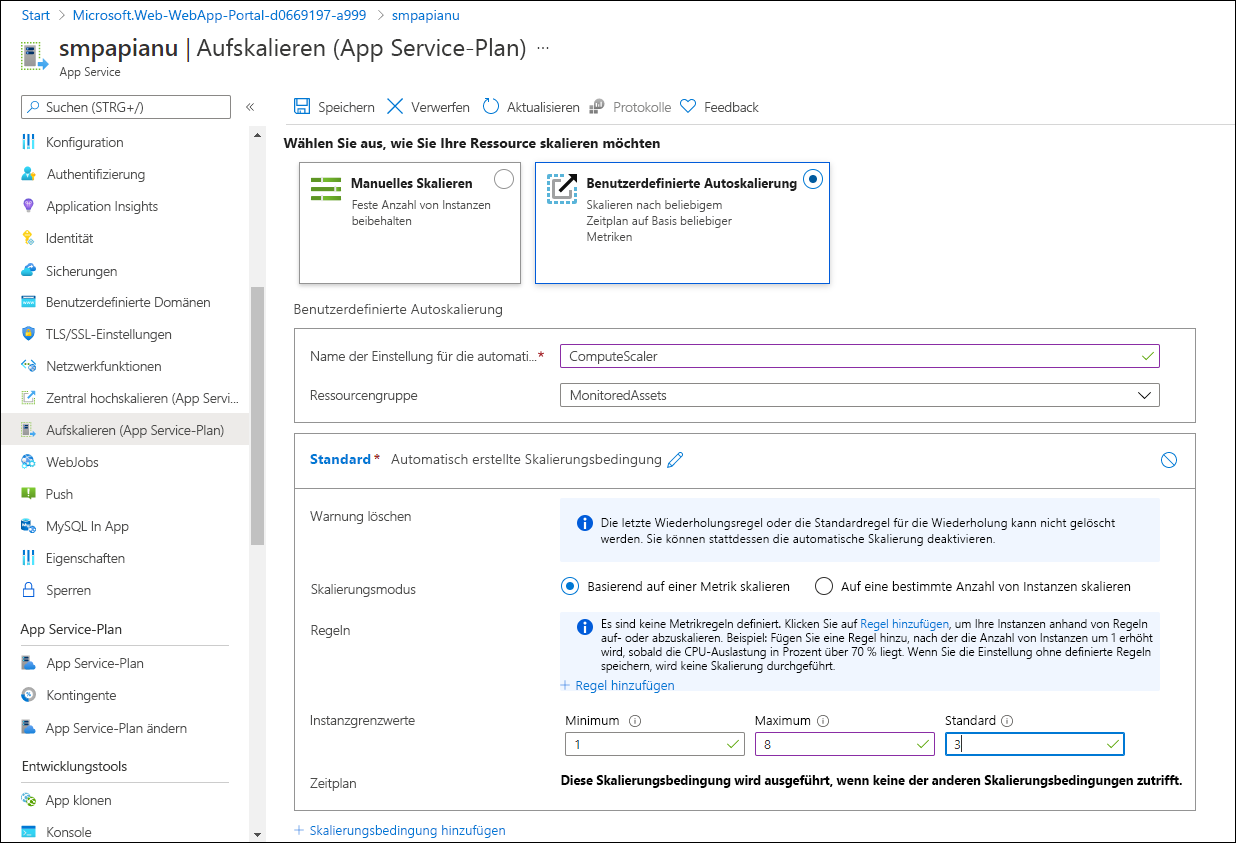 Start > Microsoft.Web-WebApp-Portal-d0669197-a999 > smpapianu
smpapianu | Aufskalieren (App Service-Plan) ...
App Service
Suchen (STRG+/)
«
Speichern
Verwerfen
Aktualisieren
Protokolle
Feedback
Konfiguration
Authentifizierung
Application Insights
Identität
Sicherungen
Benutzerdefinierte Domänen
TLS/SSL-Einstellungen
Netzwerkfunktionen
Zentral hochskalieren (App Servi...
Aufskalieren (App Service-Plan)
WebJobs
Push
MySQL In App
Eigenschaften
Sperren
App Service-Plan
App Service-Plan
Kontingente
App Service-Plan ändern
Entwicklungstools
App klonen
Konsole
Wählen Sie aus, wie Sie Ihre Ressource skalieren möchten
Manuelles Skalieren
Feste Anzahl von Instanzen
beibehalten
Benutzerdefinierte Autoskalierung
Skalieren nach beliebigem
Zeitplan auf Basis beliebiger
Metriken
Benutzerdefinierte Autoskalierung
Name der Einstellung für die automati...* ComputeScaler
Ressourcengruppe MonitoredAssets
Standard * Automatisch erstellte Skalierungsbedingung
Warnung löschen
Die letzte Wiederholungsregel oder die Standardregel für die Wiederholung kann nicht gelöscht
werden. Sie können stattdessen die automatische Skalierung deaktivieren.
Skalierungsmodus
Basierend auf einer Metrik skalieren
Auf eine bestimmte Anzahl von Instanzen skalieren
Regeln
Es sind keine Metrikregeln definiert. Klicken Sie auf Regel hinzufügen, um Ihre Instanzen anhand von Regeln
auf- oder abzuskalieren. Beispiel: Fügen Sie eine Regel hinzu, nach der die Anzahl von Instanzen um 1 erhöht
wird, sobald die CPU-Auslastung in Prozent über 70 % liegt. Wenn Sie die Einstellung ohne definierte Regeln
speichern, wird keine Skalierung durchgeführt.
+ Regel hinzufügen
Instanzgrenzwerte
Minimum
Maximum
Standard
1
8
3
Zeitplan
Diese Skalierungsbedingung wird ausgeführt, wenn keine der anderen Skalierungsbedingungen zutrifft.
+ Skalierungsbedingung hinzufügen